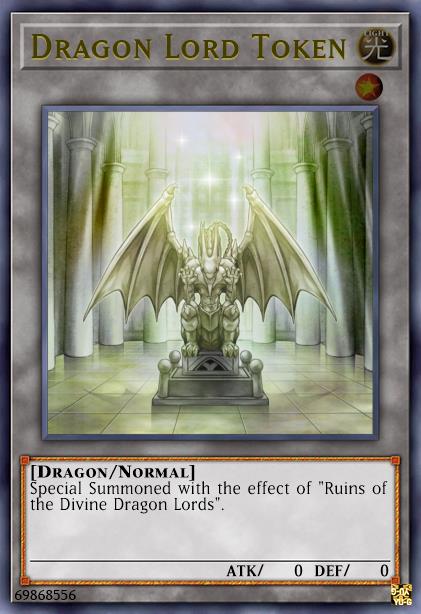 DRAGON LORD TOKEN
LIGHT
光
[DRAGON/NORMAL]
Special Summoned with the effect of "Ruins of
the Divine Dragon Lords".
ATK/ 0 DEF/ 0
69868556